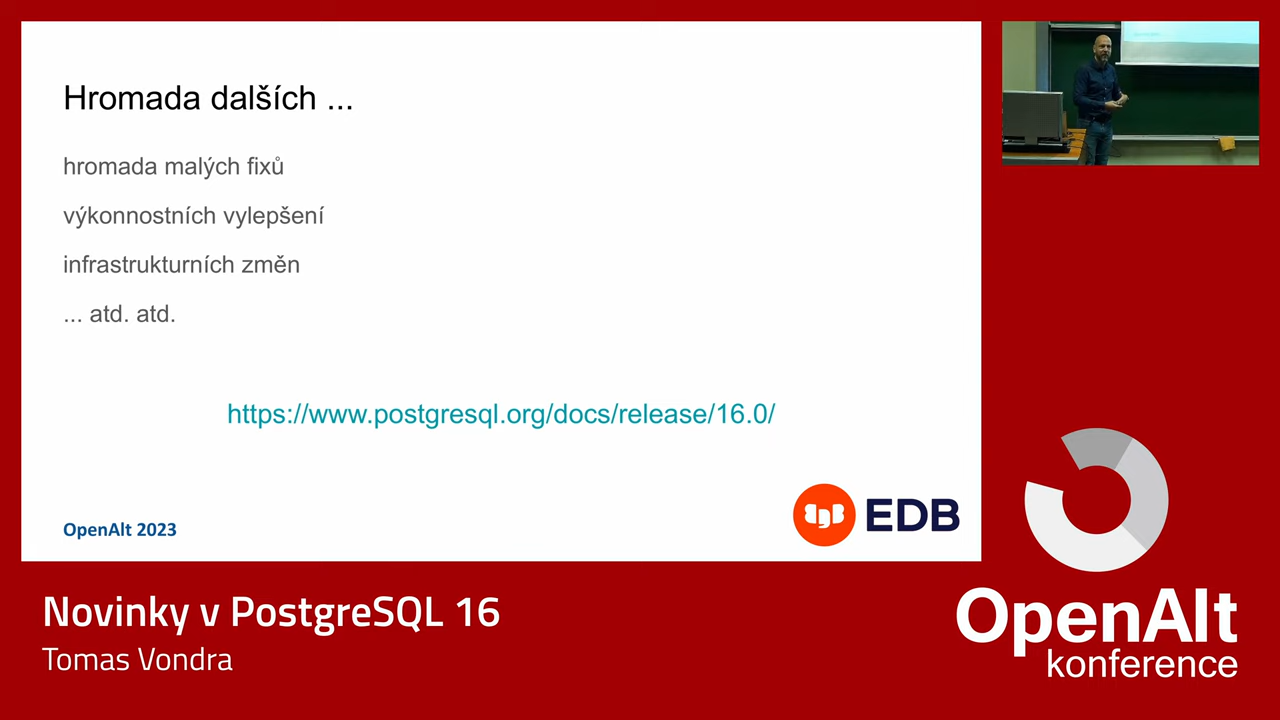 Hromada dalších ...
hromada malých fixů
výkonnostních vylepšení
infrastrukturních změn
... atd. atd.
https://www.postgresql.org/docs/release/16.0/
OpenAlt 2023
EDB
Novinky v PostgreSQL 16
Tomas Vondra
OpenAlt
konference